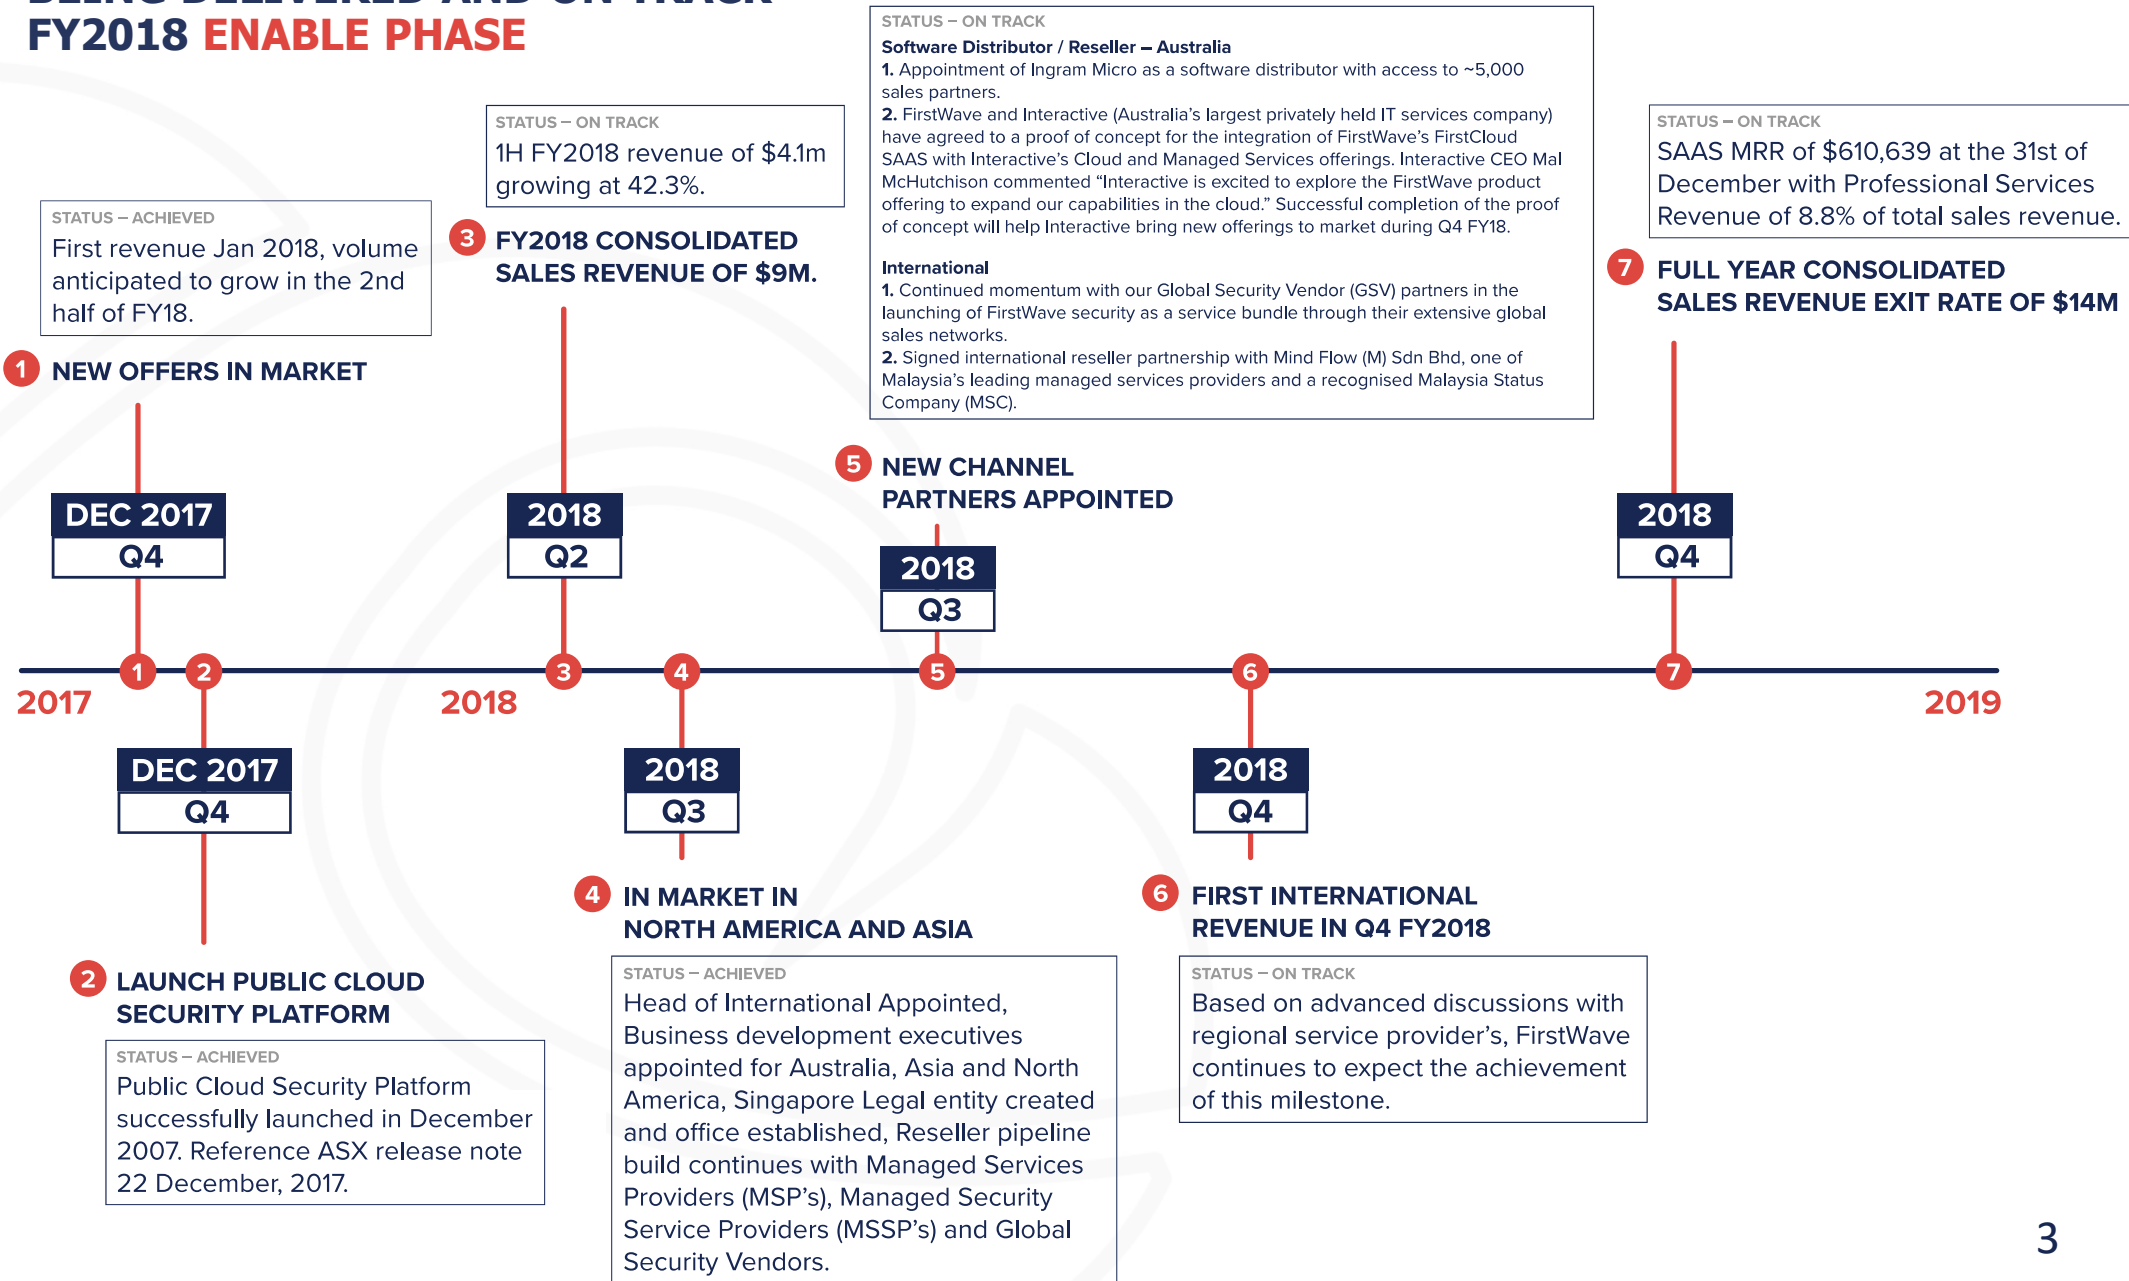 BEING DELIVERED AND ON TRACK
FY2018 ENABLE PHASE
STATUS – ACHIEVED
First revenue Jan 2018, volume
anticipated to grow in the 2nd
half of FY18.
1 NEW OFFERS IN MARKET
DEC 2017
Q4
STATUS – ON TRACK
1H FY2018 revenue of $4.1m
growing at 42.3%.
3 FY2018 CONSOLIDATED
SALES REVENUE OF $9M.
2018
Q2
STATUS – ON TRACK
Software Distributor / Reseller – Australia
1. Appointment of Ingram Micro as a software distributor with access to ~5,000
sales partners.
2. FirstWave and Interactive (Australia’s largest privately held IT services company)
have agreed to a proof of concept for the integration of FirstWave’s FirstCloud
SAAS with Interactive’s Cloud and Managed Services offerings. Interactive CEO Mal
McHutchison commented “Interactive is excited to explore the FirstWave product
offering to expand our capabilities in the cloud.” Successful completion of the proof
of concept will help Interactive bring new offerings to market during Q4 FY18.
International
1. Continued momentum with our Global Security Vendor (GSV) partners in the
launching of FirstWave security as a service bundle through their extensive global
sales networks.
2. Signed international reseller partnership with Mind Flow (M) Sdn Bhd, one of
Malaysia’s leading managed services providers and a recognised Malaysia Status
Company (MSC).
5 NEW CHANNEL
PARTNERS APPOINTED
2018
Q3
STATUS – ON TRACK
SAAS MRR of $610,639 at the 31st of
December with Professional Services
Revenue of 8.8% of total sales revenue.
7 FULL YEAR CONSOLIDATED
SALES REVENUE EXIT RATE OF $14M
2018
Q4
1 2 3 4 5 6 7
2017 2018 2019
DEC 2017
Q4
2 LAUNCH PUBLIC CLOUD
SECURITY PLATFORM
STATUS – ACHIEVED
Public Cloud Security Platform
successfully launched in December
2007. Reference ASX release note
22 December, 2017.
2018
Q3
4 IN MARKET IN
NORTH AMERICA AND ASIA
STATUS – ACHIEVED
Head of International Appointed,
Business development executives
appointed for Australia, Asia and North
America, Singapore Legal entity created
and office established, Reseller pipeline
build continues with Managed Services
Providers (MSP’s), Managed Security
Service Providers (MSSP’s) and Global
Security Vendors.
2018
Q4
6 FIRST INTERNATIONAL
REVENUE IN Q4 FY2018
STATUS – ON TRACK
Based on advanced discussions with
regional service provider’s, FirstWave
continues to expect the achievement
of this milestone.
3